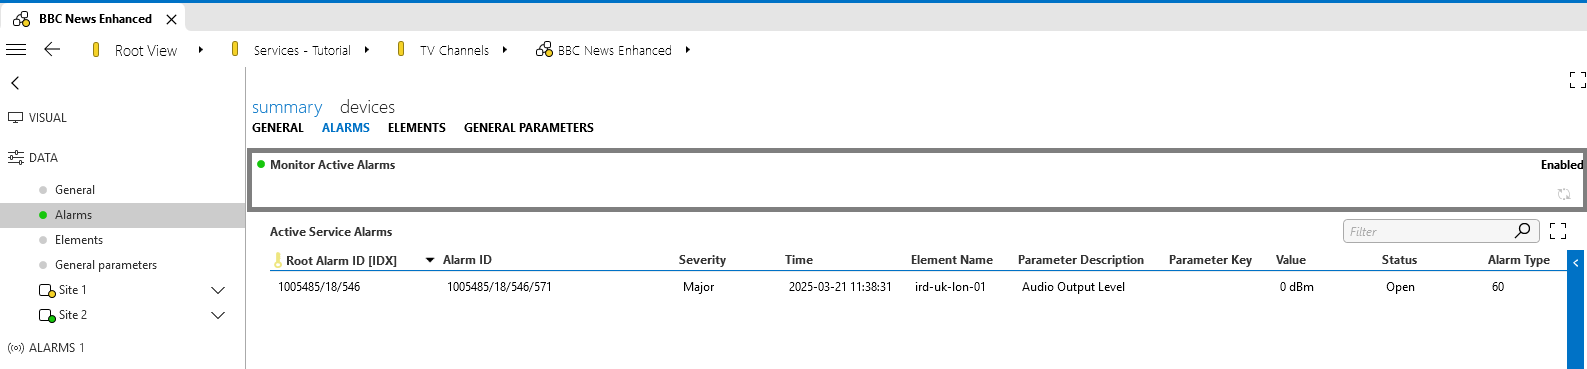 BBC News Enhanced
Root View Services - Tutorial TV Channels BBC News Enhanced
VISUAL
DATA
General
Alarms
Elements
General parameters
Site 1
Site 2
ALARMS 1
summary devices
GENERAL ALARMS ELEMENTS GENERAL PARAMETERS
Monitor Active Alarms Enabled
Active Service Alarms Filter
Root Alarm ID [IDX] Alarm ID Severity Time Element Name Parameter Description Parameter Key Value Status Alarm Type
1005485/18/546 1005485/18/546/571 Major 2025-03-21 11:38:31 ird-uk-lon-01 Audio Output Level 0 dBm Open 60